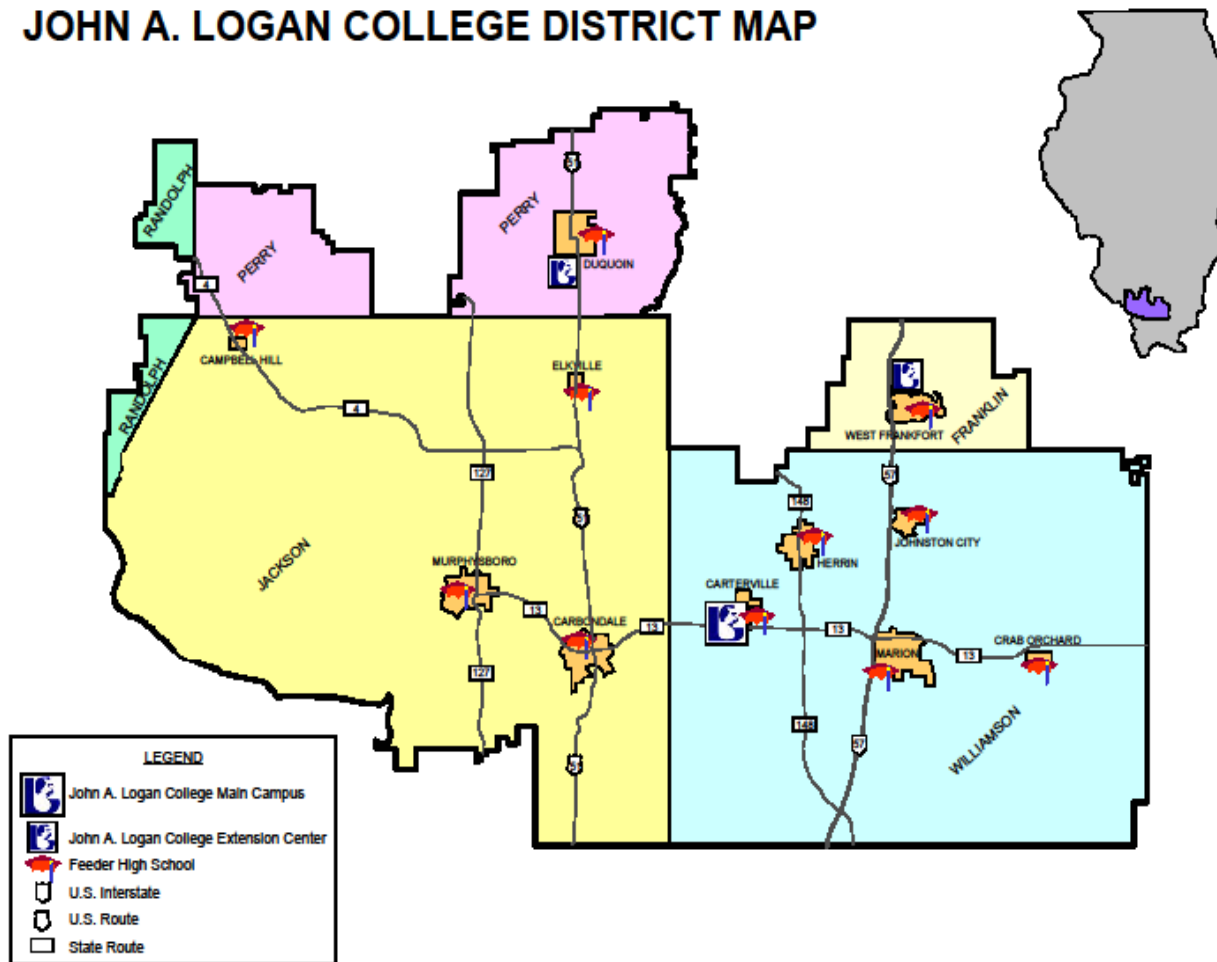 JOHN A. LOGAN COLLEGE DISTRICT MAP
RANDOLPH
PERRY
PERRY
51
DUQUOIN
4
CAMPBELL HILL
RANDOLPH
ELKVILLE
4
WEST FRANKFORT
FRANKLIN
127
57
148
51
JOHNSTON CITY
HERRIN
JACKSON
MURPHYSBORO
CARTERVILLE
13
CARBONDALE
13
13
MARION
13
CRAB ORCHARD
127
148
57
51
WILLIAMSON
LEGEND
John A. Logan College Main Campus
John A. Logan College Extension Center
Feeder High School
U.S. Interstate
U.S. Route
State Route